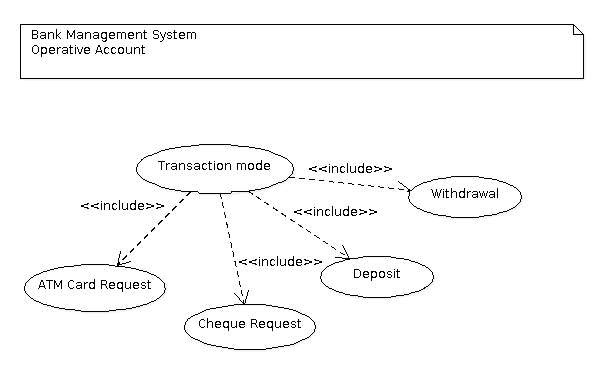 Bank Management System
Operative Account
Transaction mode
<<include>>
Withdrawal
<<include>>
<<include>>
<<include>>
Deposit
ATM Card Request
Cheque Request